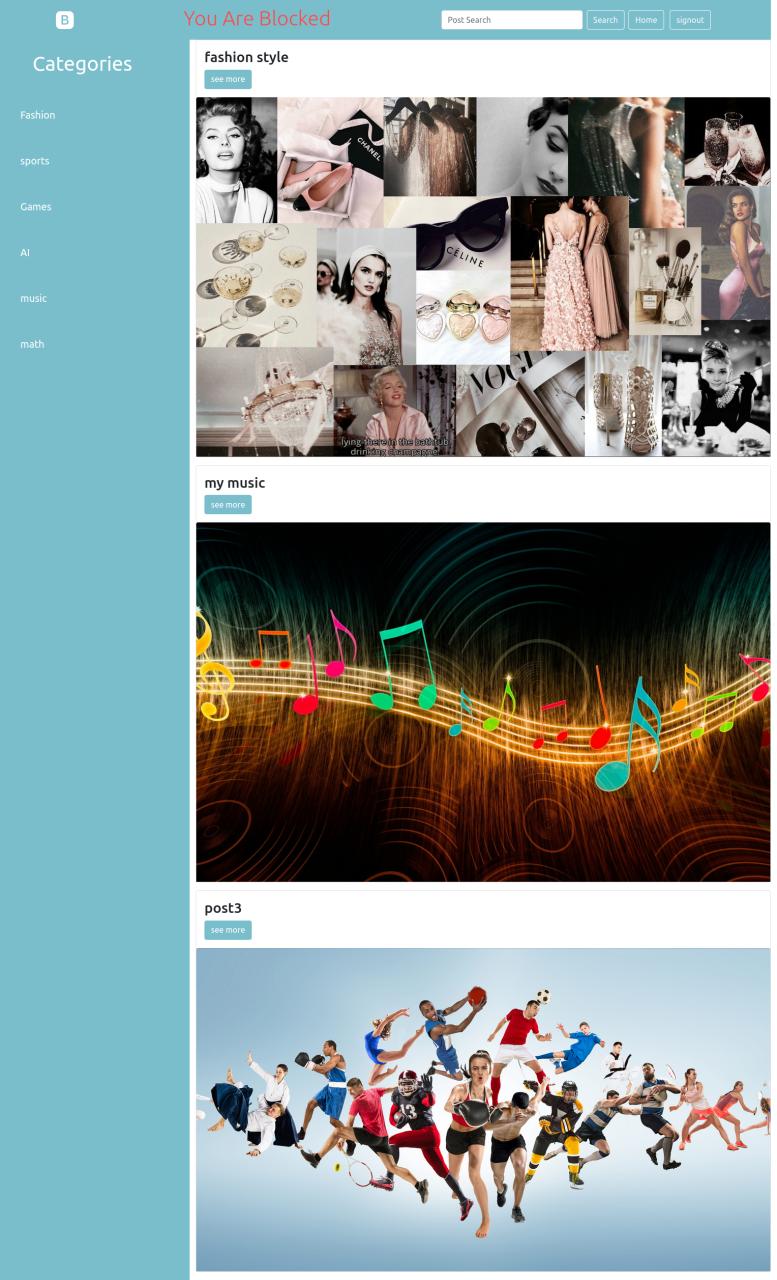 B
You Are Blocked
Post Search
Search
Home
signout
Categories
Fashion
sports
Games
AI
music
math
fashion style
see more
CHANEL
CÉLINE
VOGUE
lying there in the bathtub
drinking champagne
my music
see more
post3
see more
13